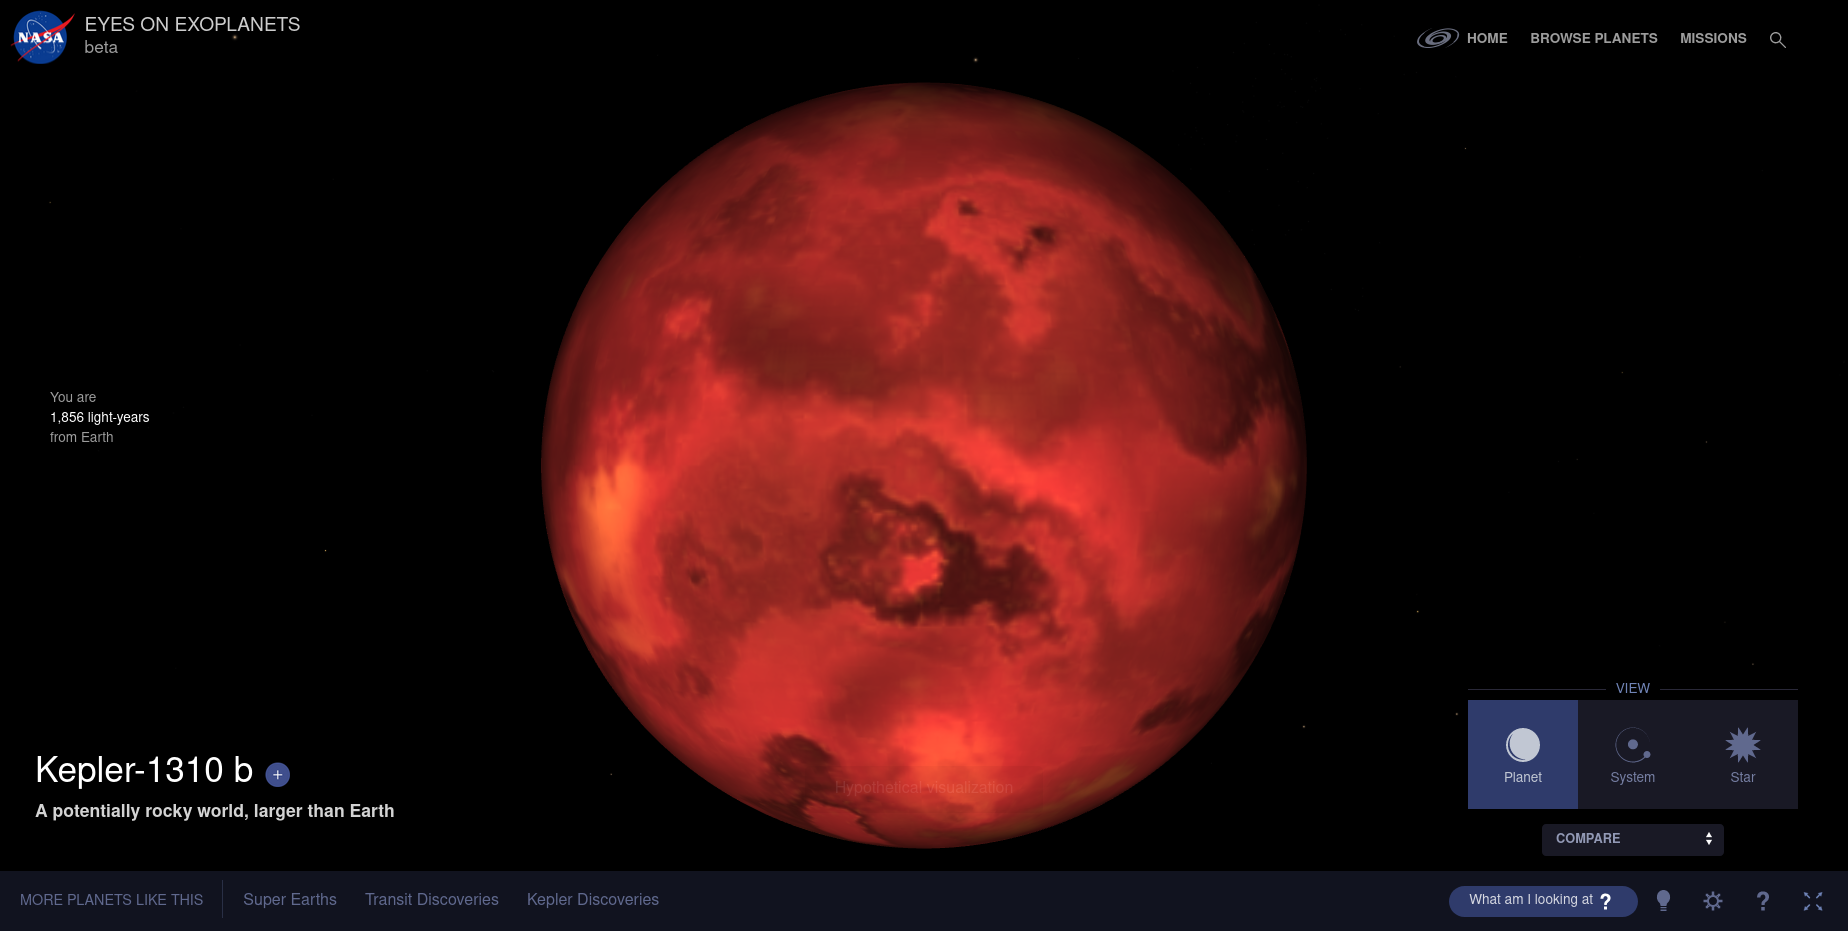 NASA
EYES ON EXOPLANETS
beta
HOME
BROWSE PLANETS
MISSIONS
You are
1,856 light-years
from Earth
Kepler-1310 b +
A potentially rocky world, larger than Earth
Hypothetical visualization
VIEW
Planet
System
Star
COMPARE
MORE PLANETS LIKE THIS
Super Earths
Transit Discoveries
Kepler Discoveries
What am I looking at ?
?